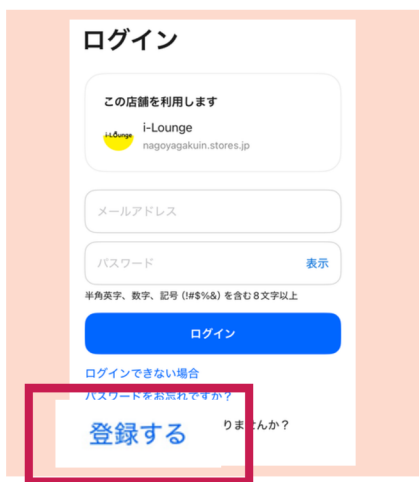 ログイン
この店舗を利用します
i-Lounge
i-Lounge
nagoyagakuin.stores.jp
メールアドレス
パスワード 表示
半角英字、数字、記号 (!#$%&) を含む8文字以上
ログイン
ログインできない場合
パスワードをお忘れですか？
登録する りませんか？